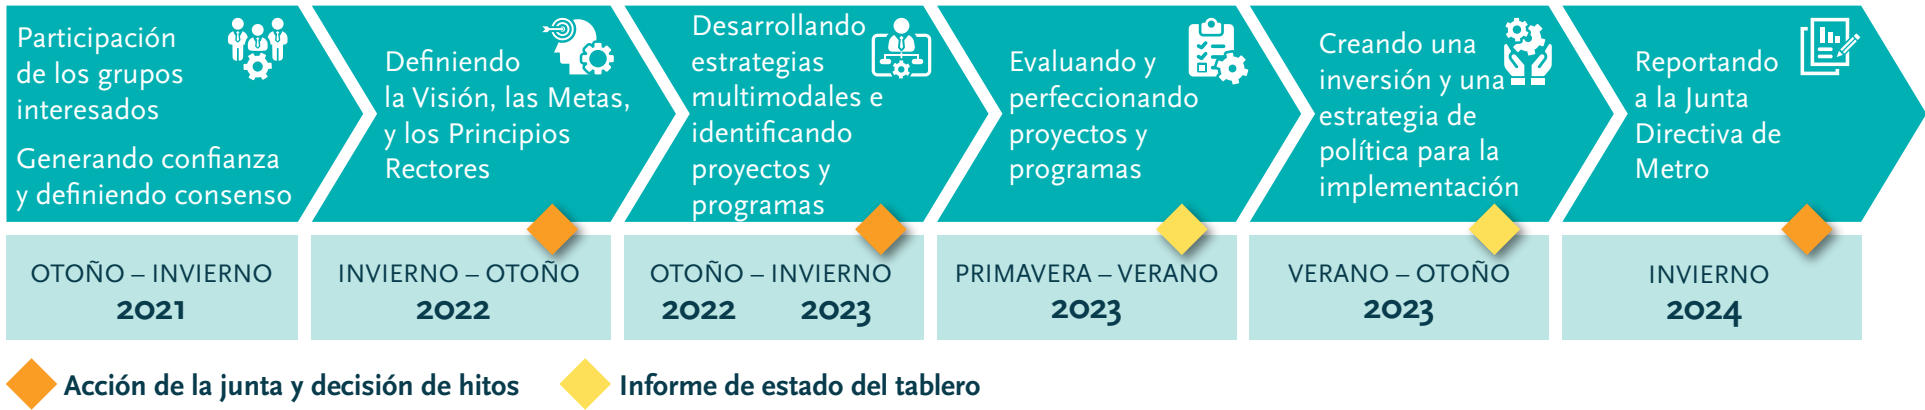 Participación
de los grupos
interesados
Generando confianza
y definiendo consenso
Definiendo
la Visión, las Metas,
y los Principios
Rectores
Desarrollando
estrategias
multimodales e
identificando
proyectos y
programas
Evaluando y
perfeccionando
proyectos y
programas
Creando una
inversión y una
estrategia de
política para la
implementación
Reportando
a la Junta
Directiva de
Metro
OTOÑO – INVIERNO
2021
INVIERNO – OTOÑO
2022
OTOÑO – INVIERNO
2022 2023
PRIMAVERA – VERANO
2023
VERANO – OTOÑO
2023
INVIERNO
2024
Acción de la junta y decisión de hitos
Informe de estado del tablero